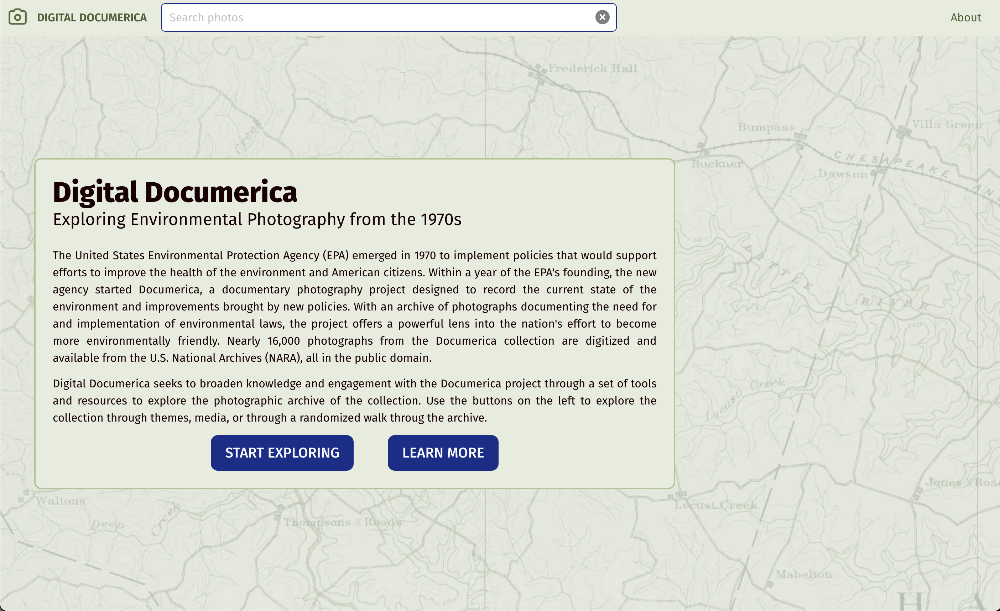 DIGITAL DOCUMERICA
Search photos
About
Frederick Hall
Bumpass
Villa Green
Buckner
CHESAPEAKE AN
Dawson
Digital Documerica
Exploring Environmental Photography from the 1970s
The United States Environmental Protection Agency (EPA) emerged in 1970 to implement policies that would support
efforts to improve the health of the environment and American citizens. Within a year of the EPA's founding, the new
agency started Documerica, a documentary photography project designed to record the current state of the
environment and improvements brought by new policies. With an archive of photographs documenting the need for
and implementation of environmental laws, the project offers a powerful lens into the nation's effort to become
more environmentally friendly. Nearly 16,000 photographs from the Documerica collection are digitized and
available from the U.S. National Archives (NARA), all in the public domain.
Digital Documerica seeks to broaden knowledge and engagement with the Documerica project through a set of tools
and resources to explore the photographic archive of the collection. Use the buttons on the left to explore the
collection through themes, media, or through a randomized walk throug the archive.
START EXPLORING
LEARN MORE
Creek
RIVER
250
Locust Creek
Jones X Roa
Waltons
Locust Creek
Deep Creek
Thompsons X Roads
Mabelton
250
H A